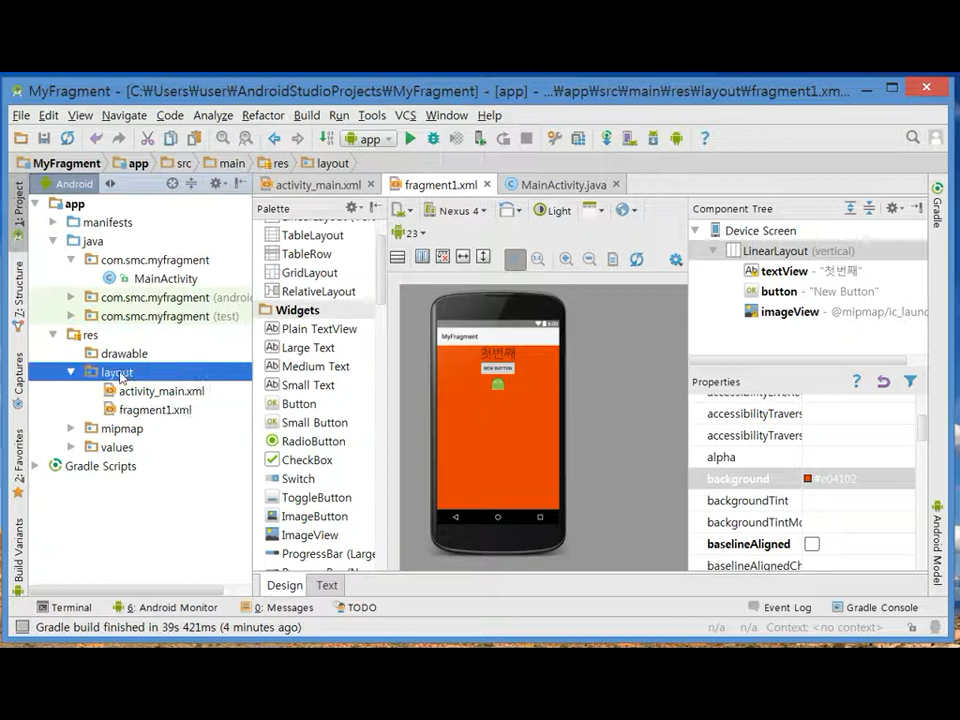 MyFragment - [C:₩Users₩user₩AndroidStudioProjects₩MyFragment] - [app] - ...₩app₩src₩main₩res₩layout₩fragment1.xml...
File Edit View Navigate Code Analyze Refactor Build Run Tools VCS Window Help
app
MyFragment app src main res layout
Android
activity_main.xml fragment1.xml MainActivity.java
1: Project
7: Structure
Captures
2: Favorites
Build Variants
app
manifests
java
com.smc.myfragment
MainActivity
com.smc.myfragment (andro
com.smc.myfragment (test)
res
drawable
layout
activity_main.xml
fragment1.xml
mipmap
values
Gradle Scripts
Palette
TableLayout
TableRow
GridLayout
RelativeLayout
Widgets
Plain TextView
Large Text
Medium Text
Small Text
Button
Small Button
RadioButton
CheckBox
Switch
ToggleButton
ImageButton
ImageView
ProgressBar (Large
Design Text
Nexus 4 Light
23
6:00
MyFragment
첫번째
NEW BUTTON
Component Tree
Device Screen
LinearLayout (vertical)
textView - "첫번째"
button - "New Button"
imageView - @mipmap/ic_launc
Properties
accessibilityTravers
accessibilityTravers
alpha
background #e04102
backgroundTint
backgroundTintMo
baselineAligned
baselineAlignedCh
Gradle
Android Model
Terminal 6: Android Monitor 0: Messages TODO Event Log Gradle Console
Gradle build finished in 39s 421ms (4 minutes ago) n/a n/a Context: <no context>